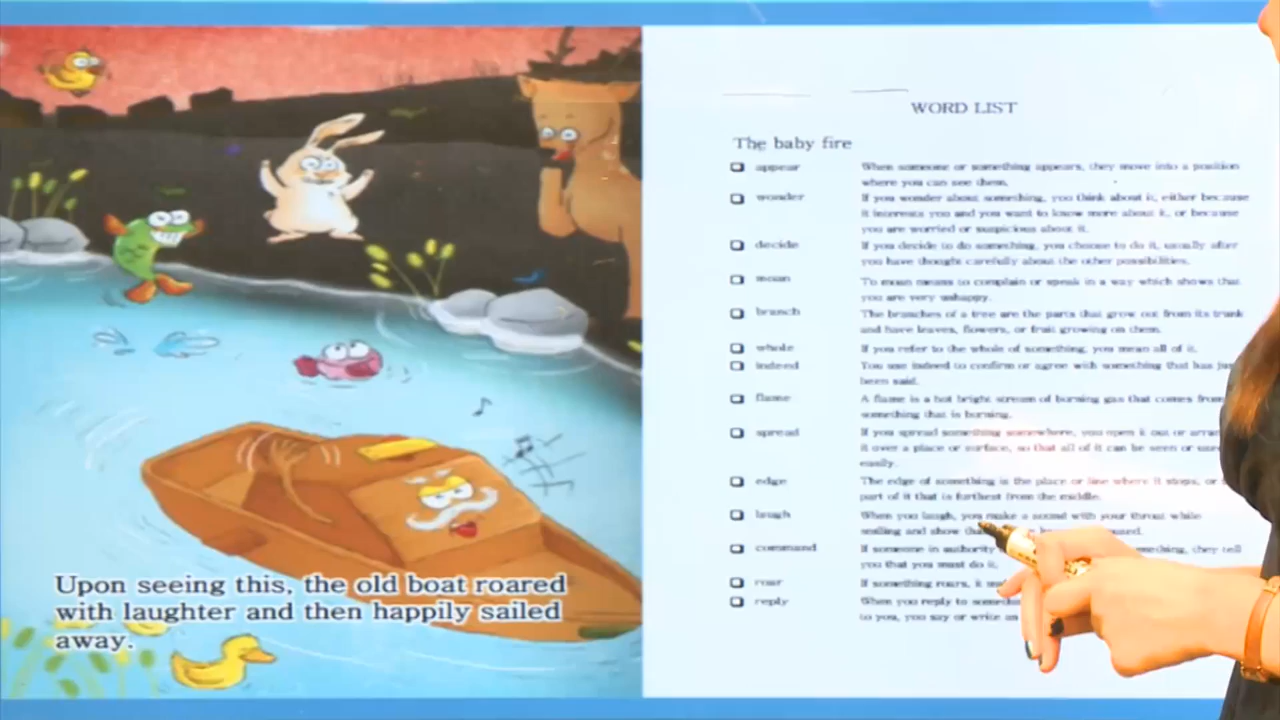 Upon seeing this, the old boat roared
with laughter and then happily sailed
away.
WORD LIST
The baby fire
appear When someone or something appears, they move into a position
where you can see them.
wonder If you wonder about something, you think about it, either because
it interests you and you want to know more about it, or because
you are worried or suspicious about it.
decide If you decide to do something, you choose to do it, usually after
you have thought carefully about the other possibilities.
moan To moan means to complain or speak in a way which shows that
you are very unhappy.
branch The branches of a tree are the parts that grow out from its trunk
and have leaves, flowers, or fruit growing on them.
whole If you refer to the whole of something, you mean all of it.
indeed You use indeed to confirm or agree with something that has
been said.
flame A flame is a hot bright stream of burning gas that comes from
something that is burning.
spread If you spread something somewhere, you open it out or
it over a place or surface, so that all of it can be seen or
easily.
edge The edge of something is the place or line where it stops, or
part of it that is furthest from the middle.
laugh When you laugh, you make a sound with your throat while
smiling and show
command If someone in authority they tell
you that you must do it.
roar If something roars, it
reply When you reply to
to you, you say or write